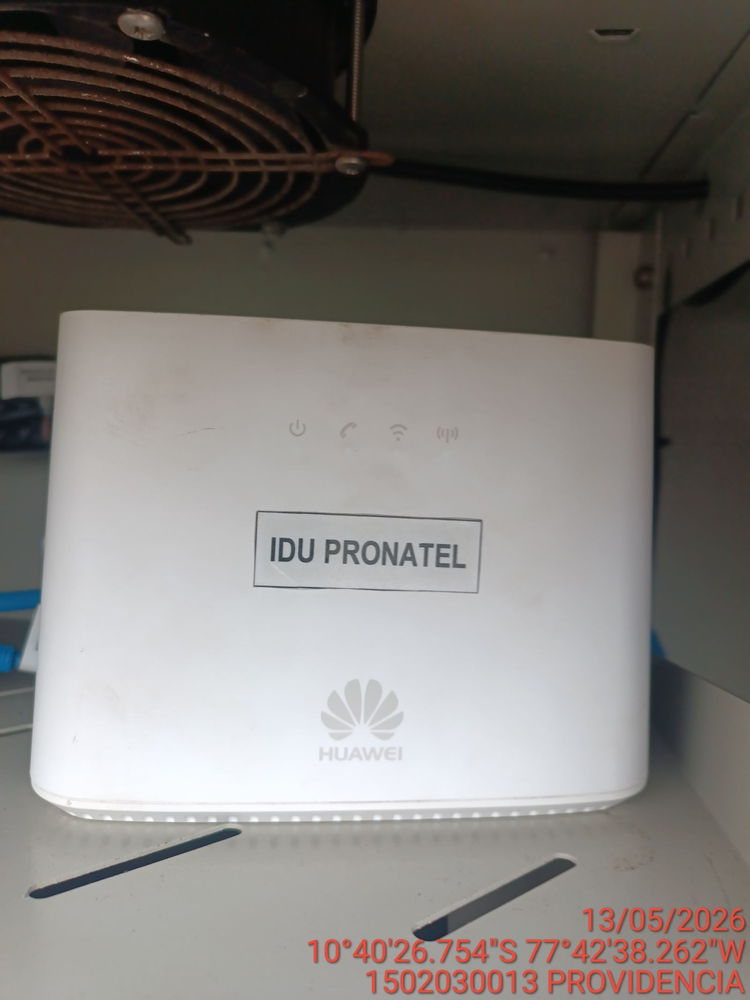 IDU PRONATEL
HUAWEI
13/05/2026
10°40'26.754"S 77°42'38.262"W
1502030013 PROVIDENCIA